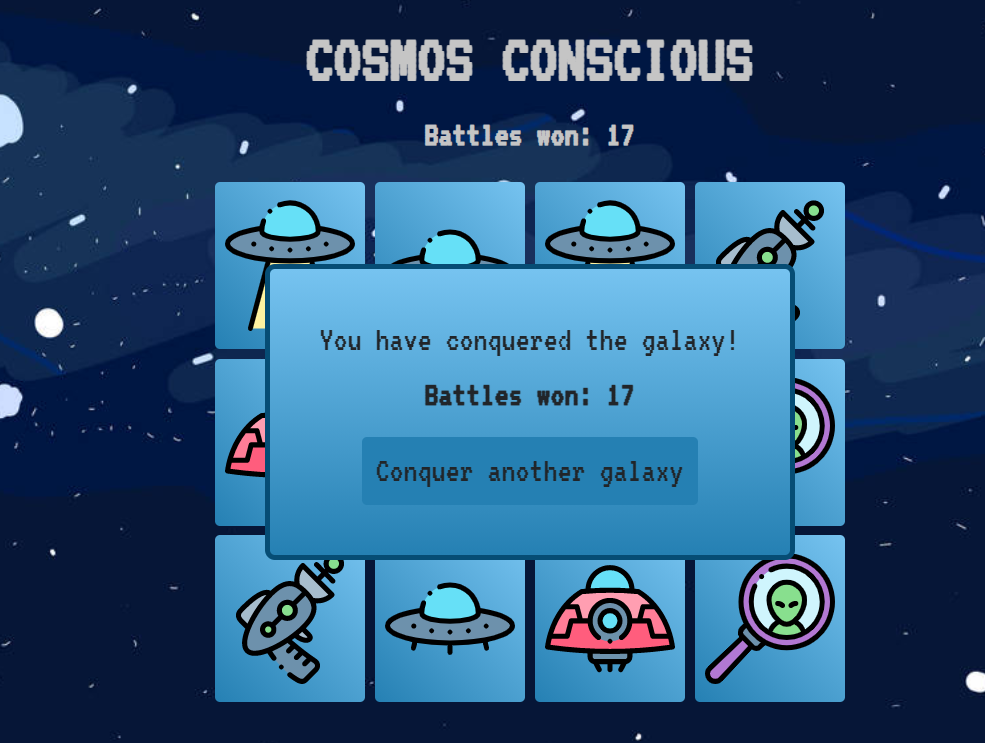 COSMOS CONSCIOUS
Battles won: 17
You have conquered the galaxy!
Battles won: 17
Conquer another galaxy